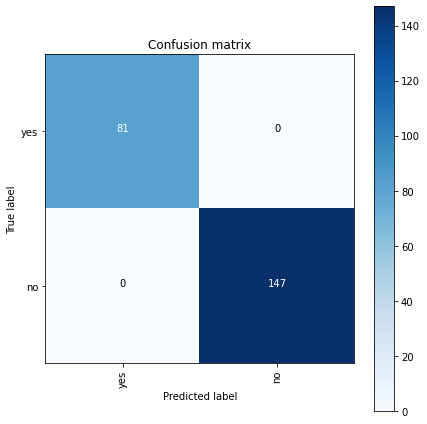 Confusion matrix
True label
yes
81
0
no
0
147
yes
no
Predicted label
140
120
100
80
60
40
20
0